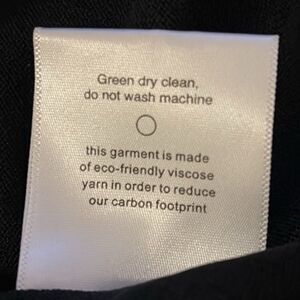 Green dry clean,
do not wash machine
this garment is made
of eco-friendly viscose
yarn in order to reduce
our carbon footprint